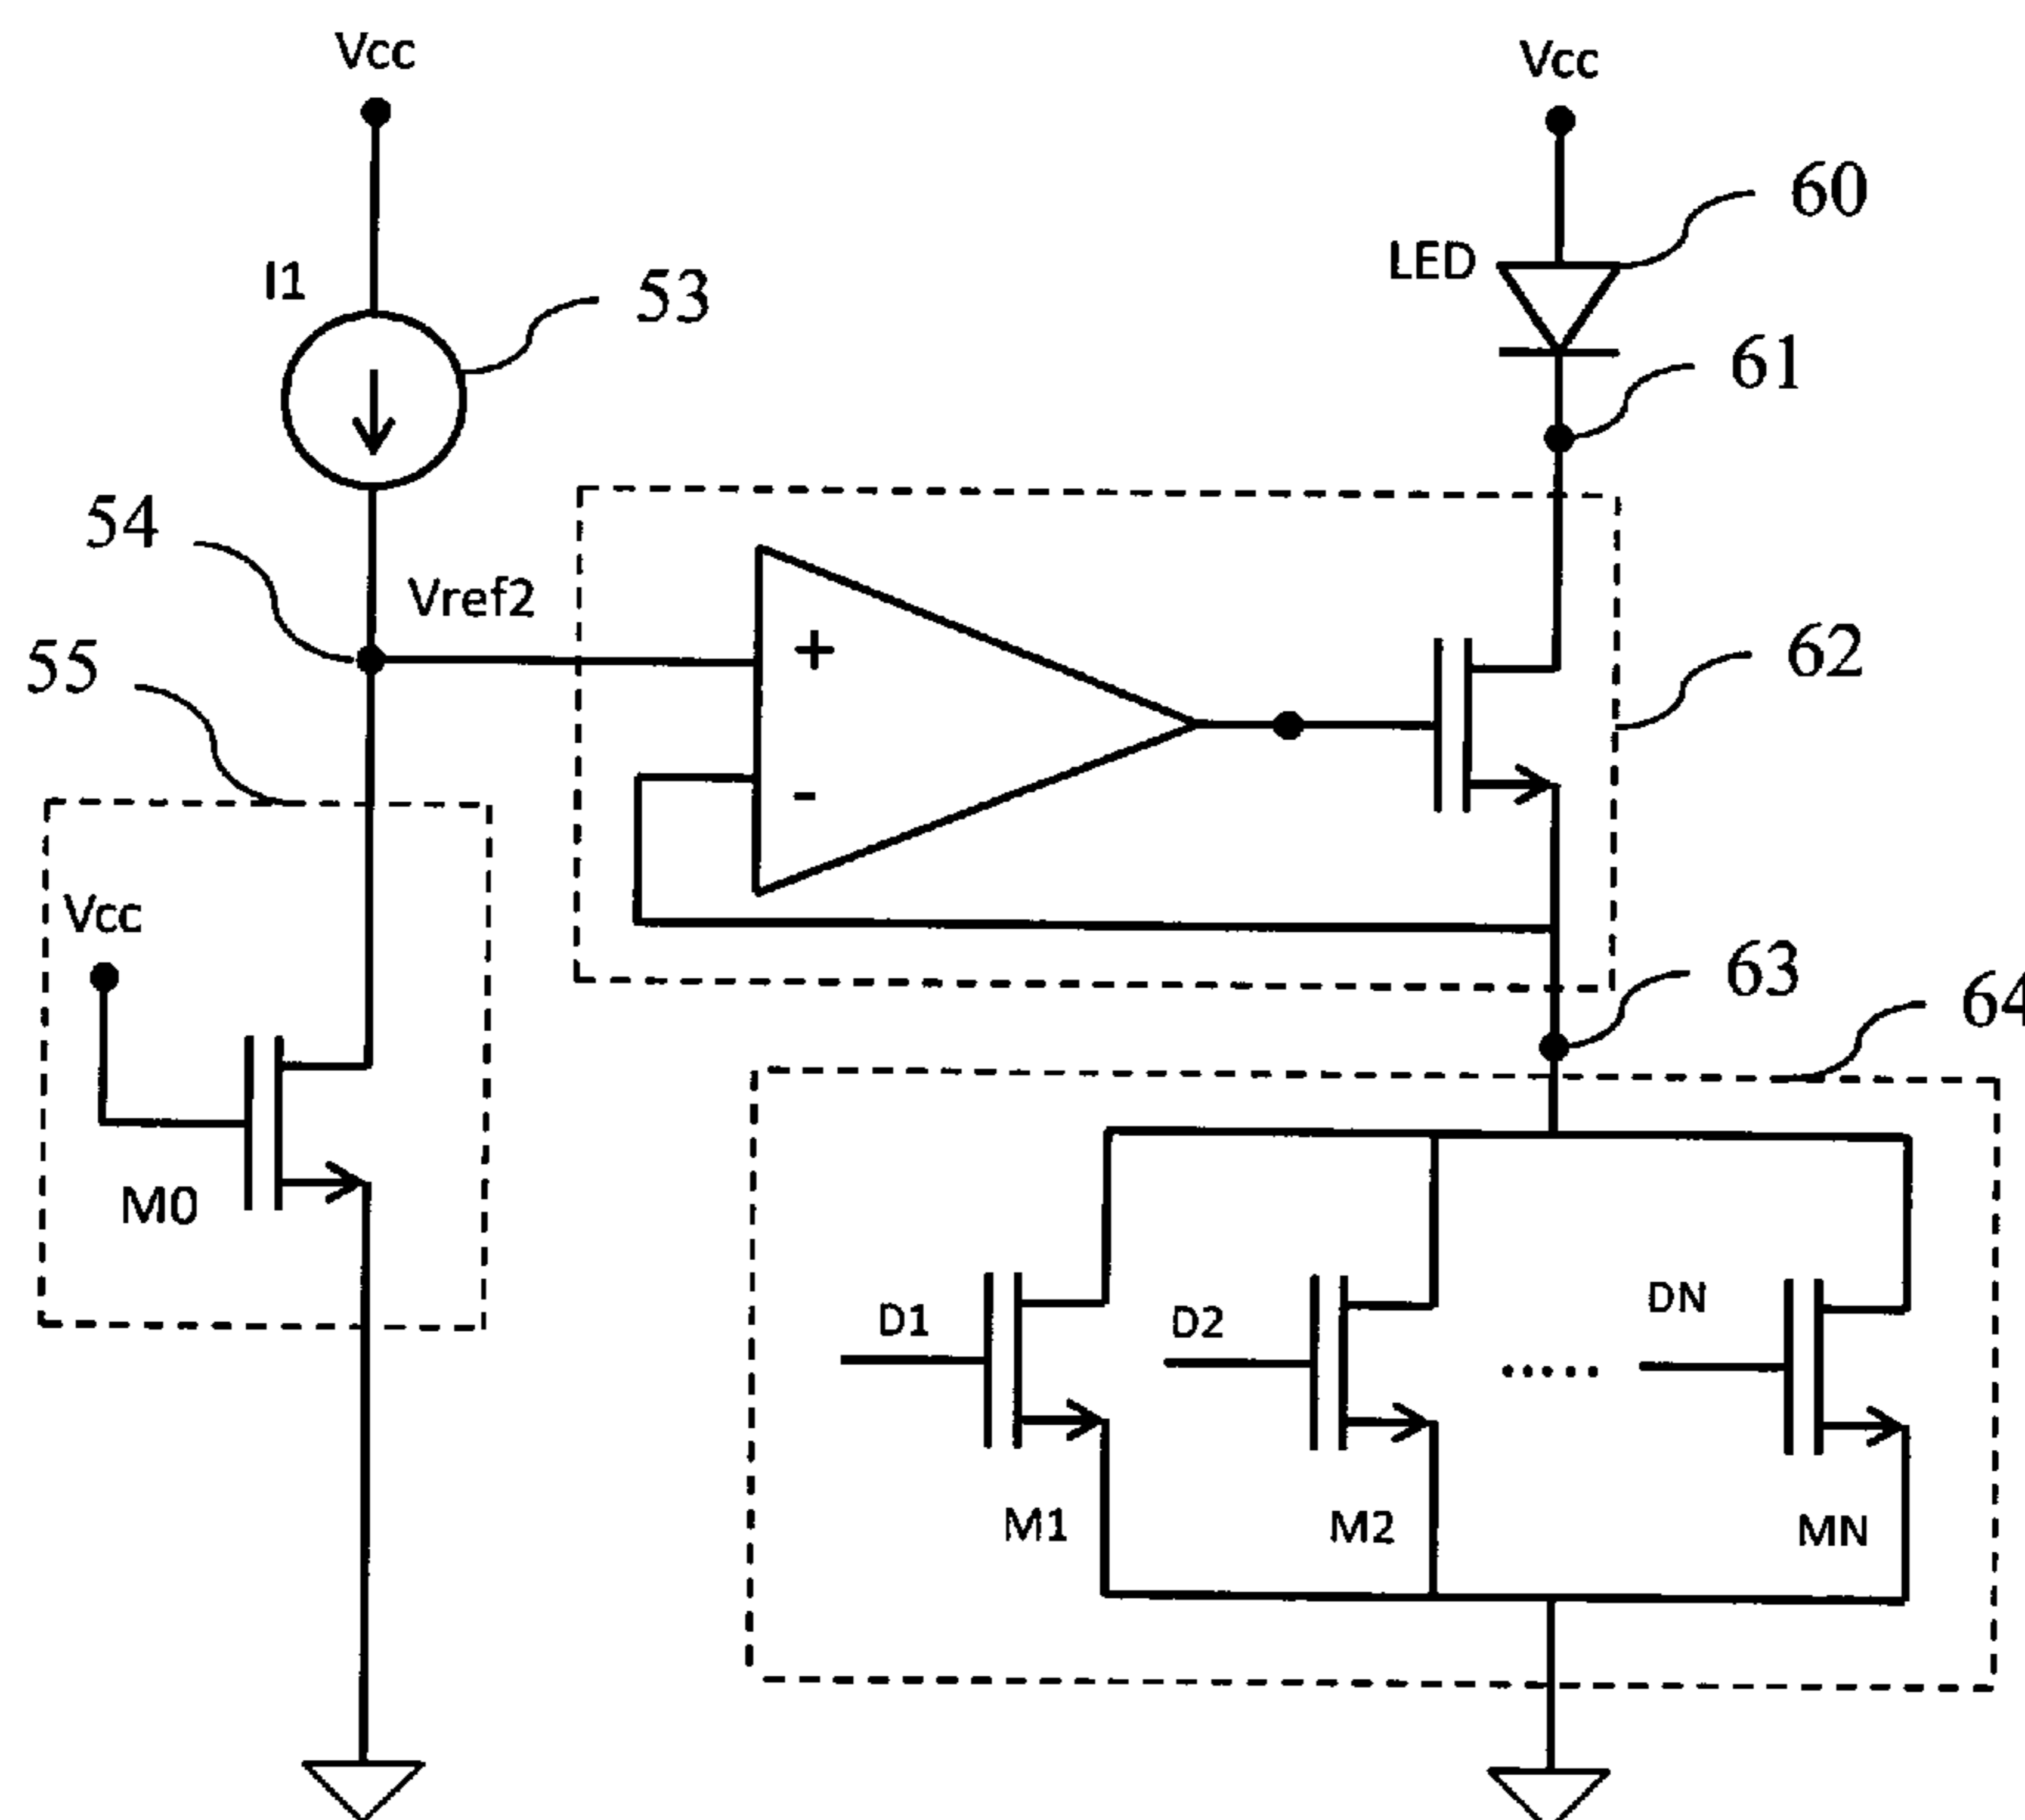 Vcc
Vcc
60
LED
I1
53
61
54
Vref2
+
62
55
-
Vcc
63
64
M0
D1
D2
.....
DN
M1
M2
MN